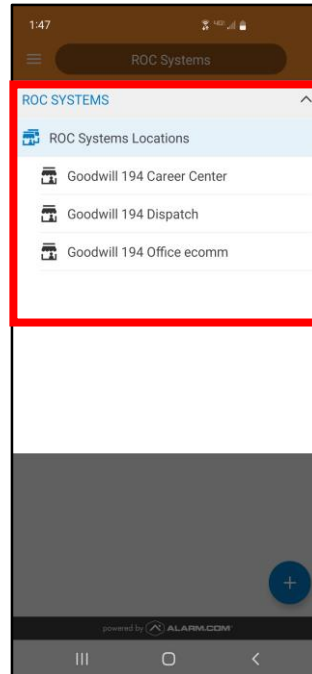 1:47
ROC Systems
ROC SYSTEMS
ROC Systems Locations
Goodwill 194 Career Center
Goodwill 194 Dispatch
Goodwill 194 Office ecomm
powered by ALARM.COM